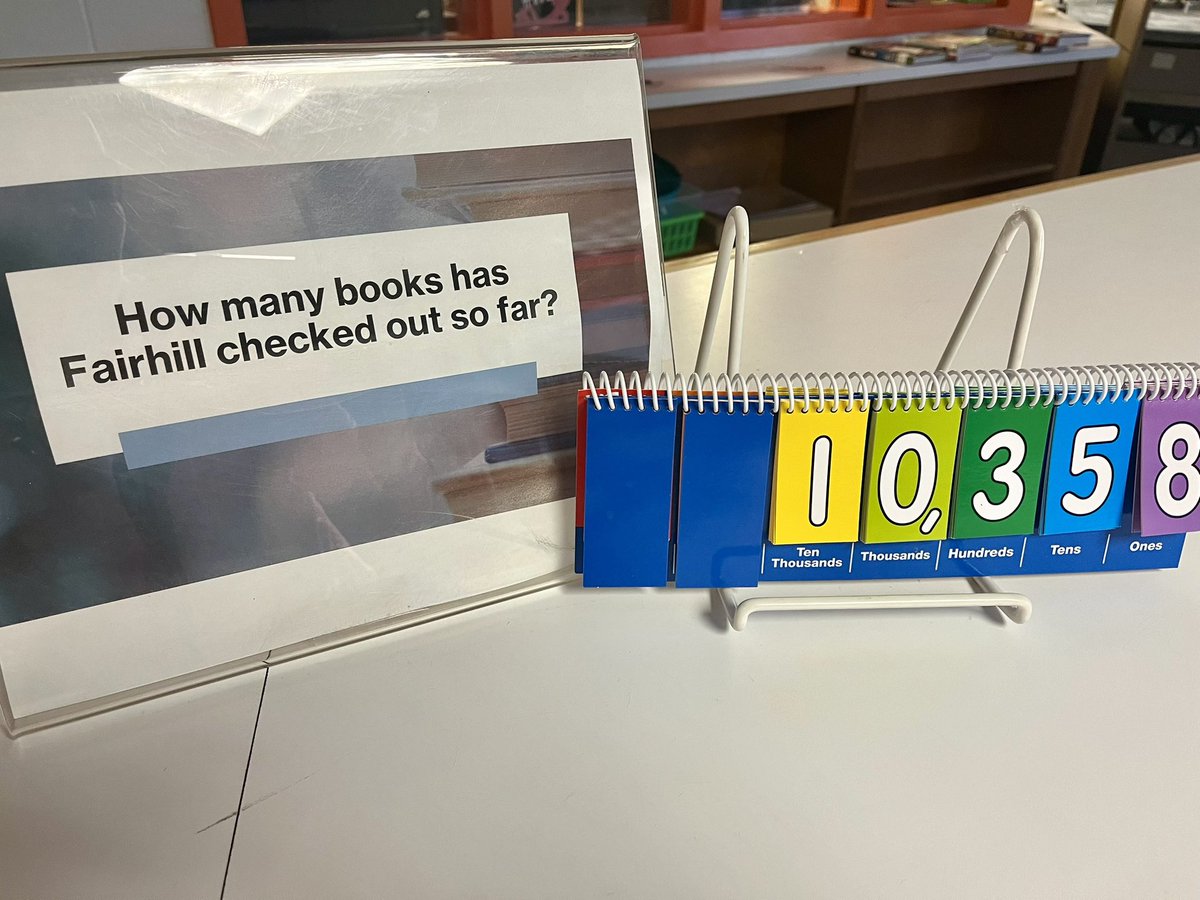 How many books has
Fairhill checked out so far?
10,358
Ten Thousands
Thousands
Hundreds
Tens
Ones